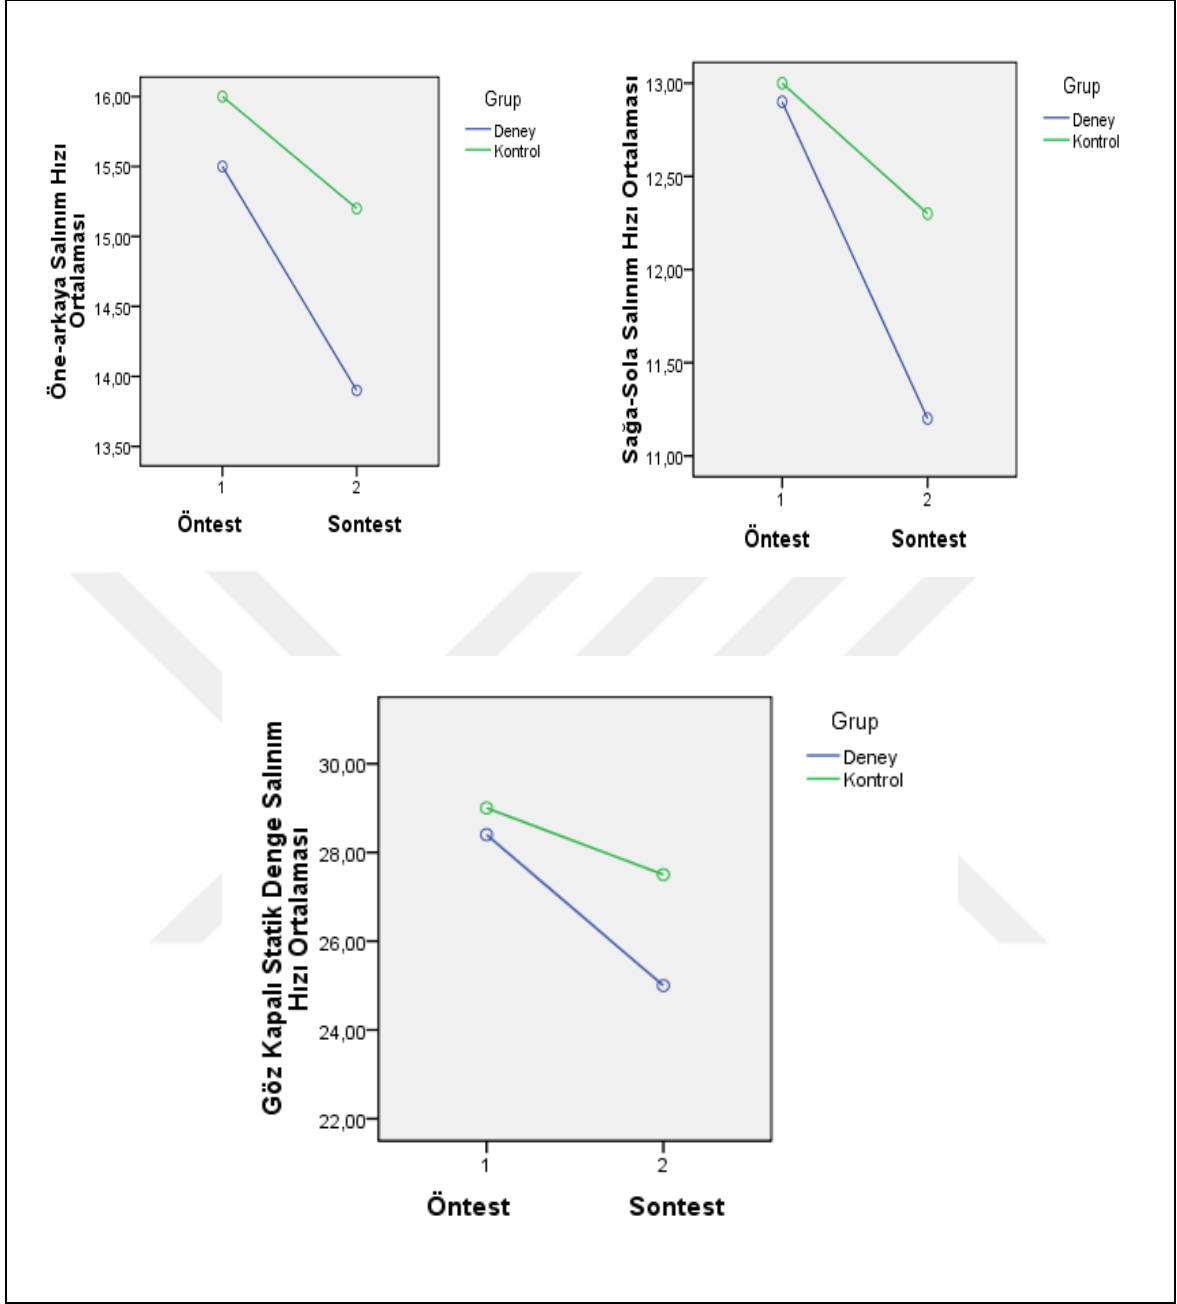 Öne-arkaya Salınım Hızı
Ortalaması
16,00
15,50
15,00
14,50
14,00
13,50
1
2
Öntest
Sontest
Grup
Deney
Kontrol
Sağa-Sola Salınım Hızı Ortalaması
13,00
12,50
12,00
11,50
11,00
1
2
Öntest
Sontest
Grup
Deney
Kontrol
Göz Kapalı Statik Denge Salınım
Hızı Ortalaması
30,00
28,00
26,00
24,00
22,00
1
2
Öntest
Sontest
Grup
Deney
Kontrol